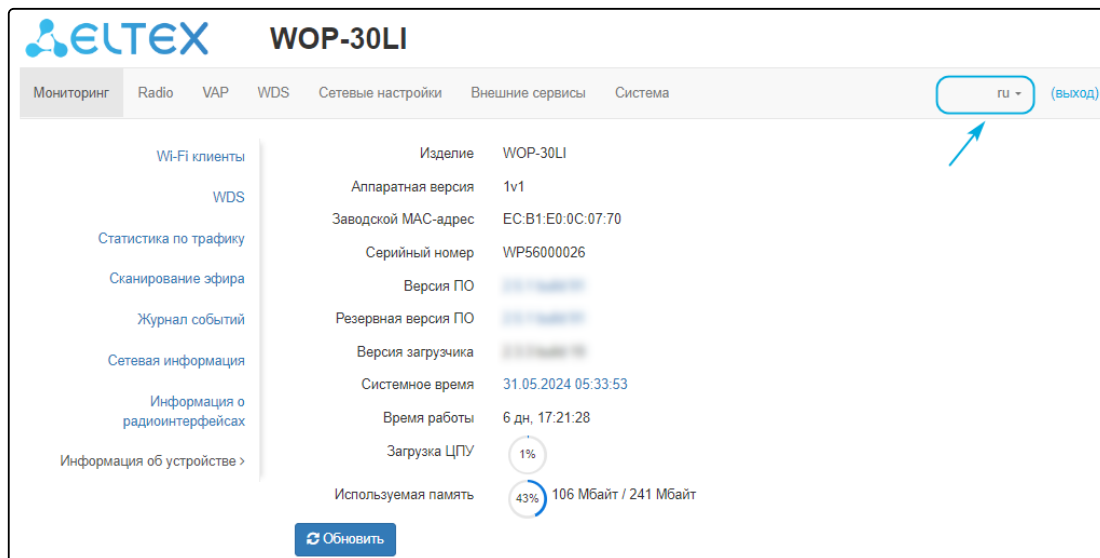 ELTEX WOP-30LI
Мониторинг Radio VAP WDS Сетевые настройки Внешние сервисы Система ru (выход)
Wi-Fi клиенты
WDS
Статистика по трафику
Сканирование эфира
Журнал событий
Сетевая информация
Информация о
радиоинтерфейсах
Информация об устройстве >
Изделие WOP-30LI
Аппаратная версия 1v1
Заводской MAC-адрес EC:B1:E0:0C:07:70
Серийный номер WP56000026
Версия ПО
Резервная версия ПО
Версия загрузчика
Системное время 31.05.2024 05:33:53
Время работы 6 дн, 17:21:28
Загрузка ЦПУ 1%
Используемая память 43% 106 Мбайт / 241 Мбайт
Обновить